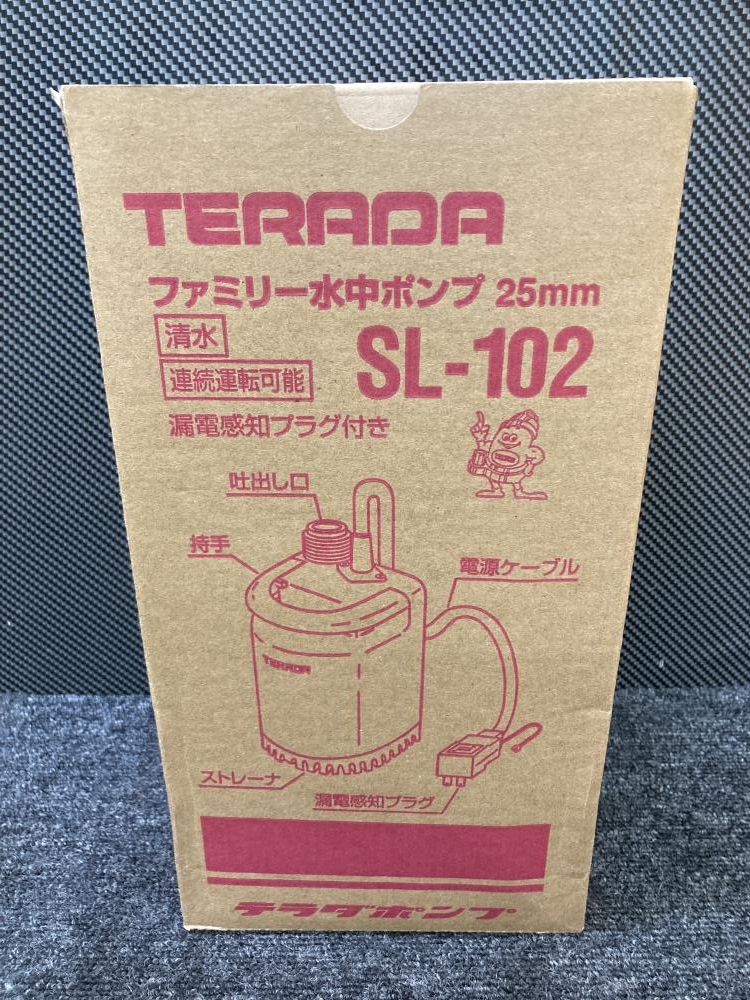 TERADA
ファミリー水中ポンプ 25mm
清水
連続運転可能
SL-102
漏電感知プラグ付き
吐出し口
持手
電源ケーブル
TERADA
ストレーナ
漏電感知プラグ
テラダポンプ